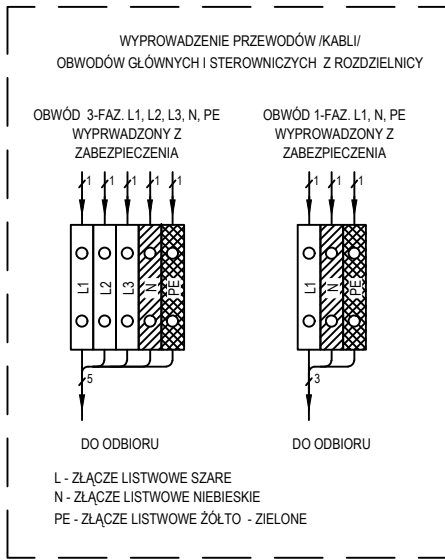 WYPROWADZENIE PRZEWODÓW /KABLI/
OBWODÓW GŁÓWNYCH I STEROWNICZYCH Z ROZDZIELNICY
OBWÓD 3-FAZ. L1, L2, L3, N, PE
WYPRWADZONY Z
ZABEZPIECZENIA
1 1 1 1 1
L1 L2 L3 N PE
5
DO ODBIORU
OBWÓD 1-FAZ. L1, N, PE
WYPROWADZONY Z
ZABEZPIECZENIA
1 1 1
L1 N PE
3
DO ODBIORU
L - ZŁĄCZE LISTWOWE SZARE
N - ZŁĄCZE LISTWOWE NIEBIESKIE
PE - ZŁĄCZE LISTWOWE ŻÓŁTO - ZIELONE